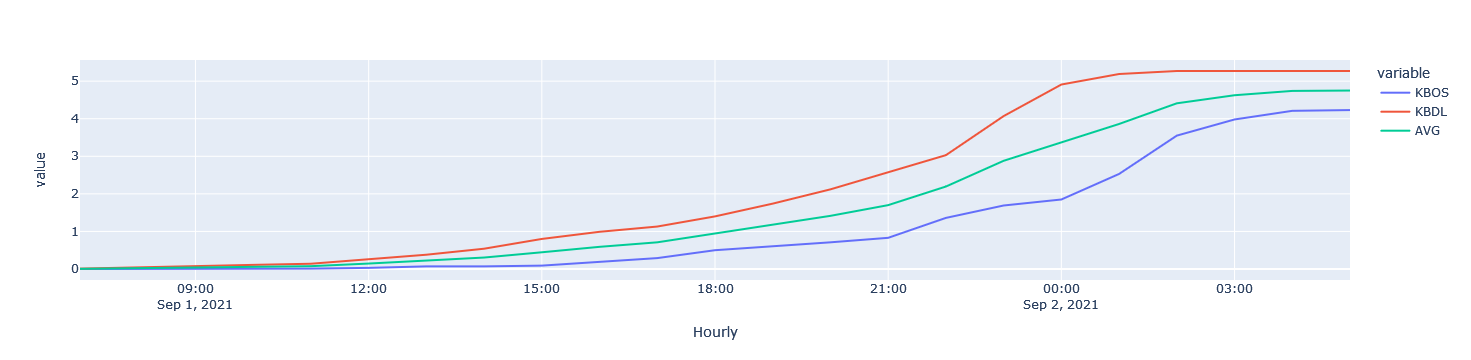 value
5
4
3
2
1
0
09:00
Sep 1, 2021
12:00
15:00
18:00
21:00
00:00
Sep 2, 2021
03:00
Hourly
variable
KBOS
KBDL
AVG